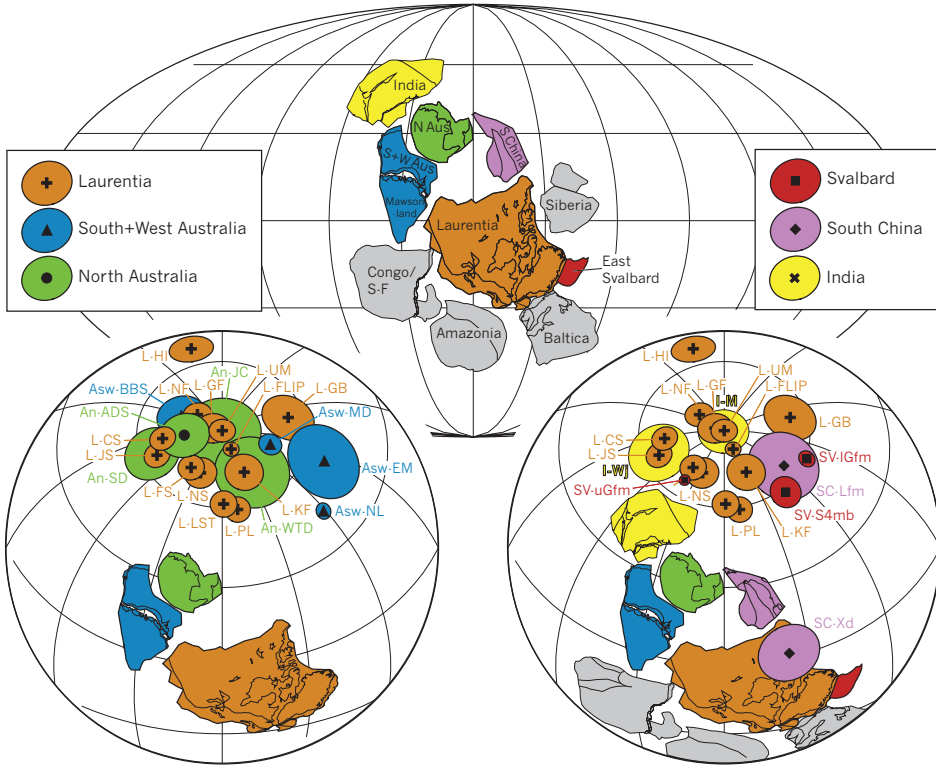 India
N Aus
S China
S+W Aus
Mawson
-land
Laurentia
Siberia
East
Svalbard
Congo/
S-F
Amazonia
Baltica
Laurentia
South+West Australia
North Australia
Svalbard
South China
India
L-HI
An-JC
L-UM
L-FLIP
L-GB
Asw-BBS
L-NF
L-GF
Asw-MD
An-ADS
L-CS
L-JS
An-SD
Asw-EM
L-FS
L-NS
L-KF
Asw-NL
L-LST
L-PL
An-WTD
L-HI
L-UM
L-FLIP
L-NF
L-GF
I-M
L-GB
L-CS
L-JS
I-Wj
SV-lGfm
SV-uGfm
L-NS
SC-Lfm
SV-S4mb
L-PL
L-KF
SC-Xd